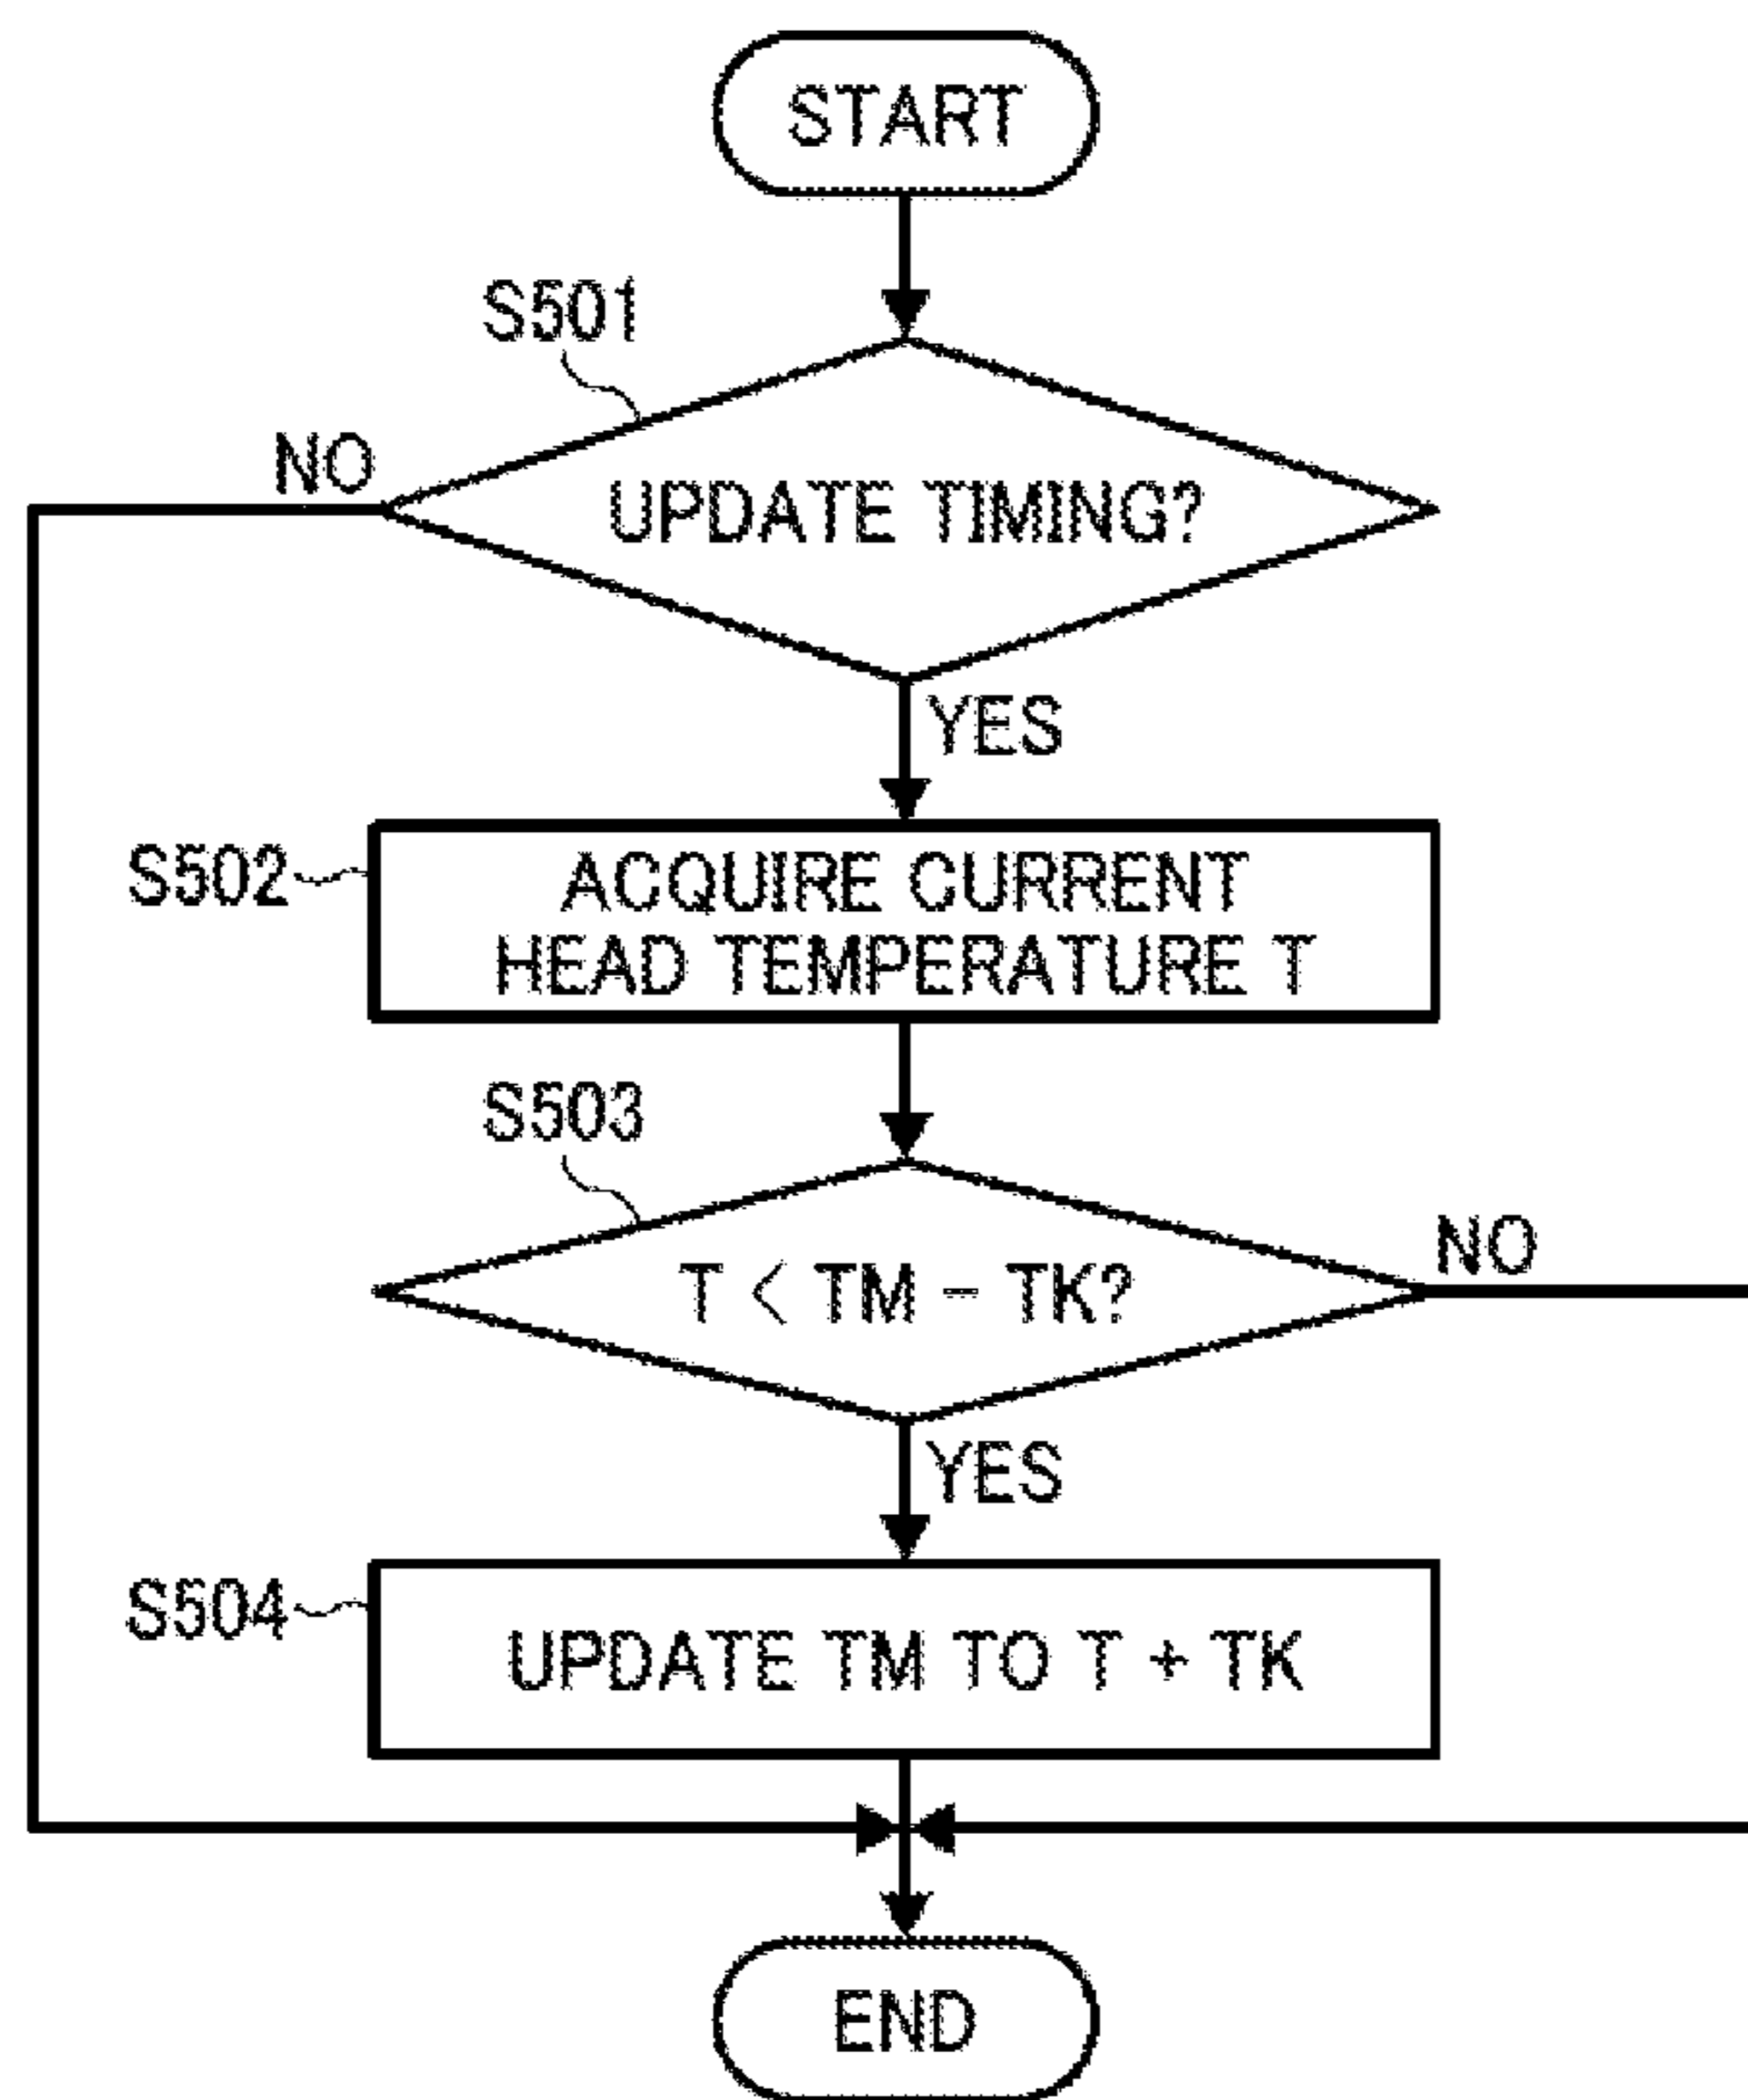 START
S501
NO
UPDATE TIMING?
YES
S502
ACQUIRE CURRENT
HEAD TEMPERATURE T
S503
NO
T < TM - TK?
YES
S504
UPDATE TM TO T + TK
END